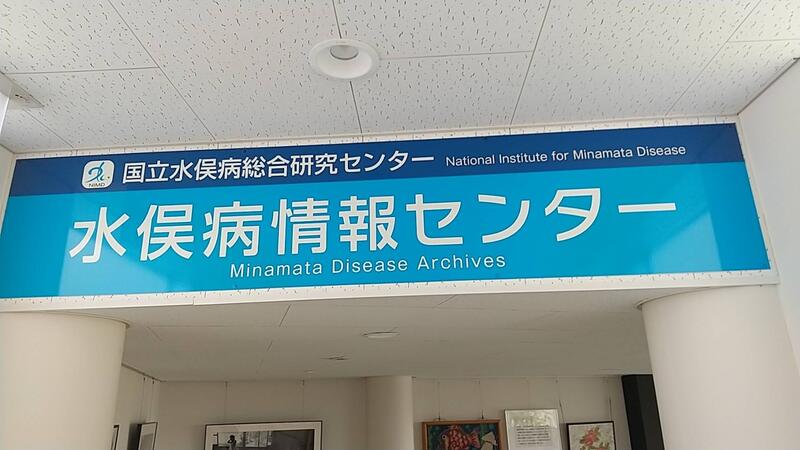 NIMD
国立水俣病総合研究センター National Institute for Minamata Disease
水俣病情報センター
Minamata Disease Archives